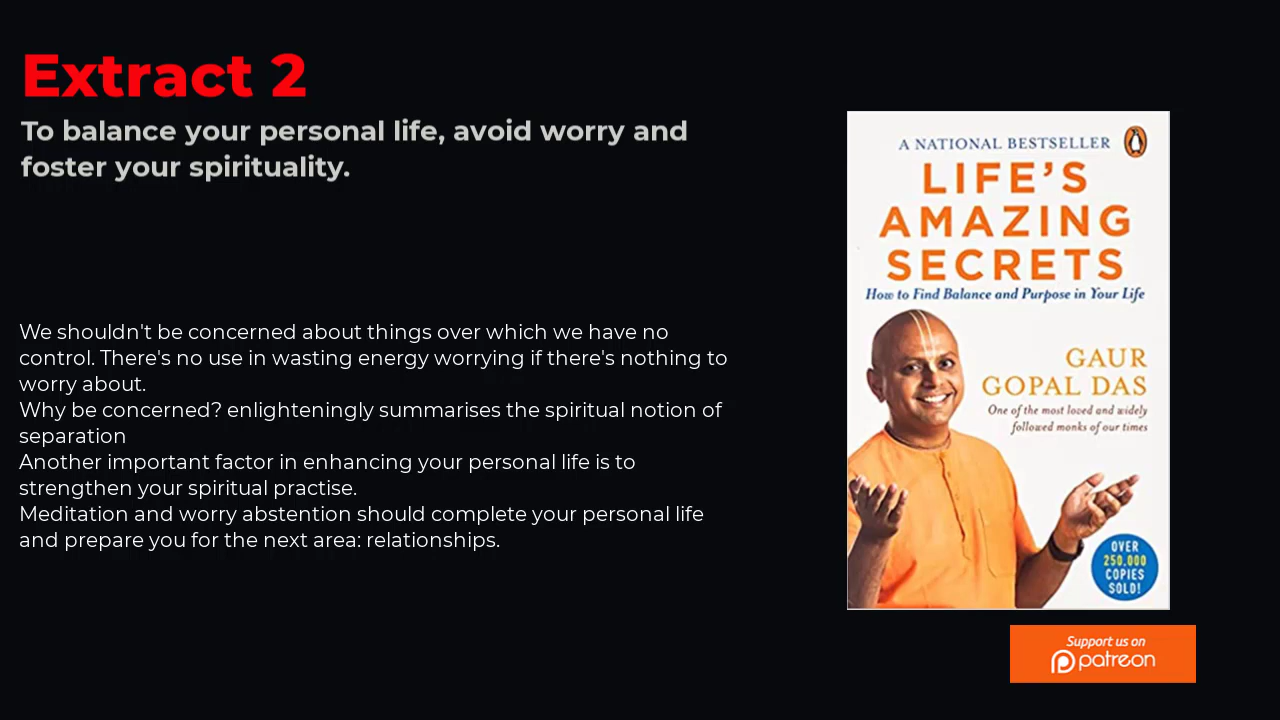 Extract 2
To balance your personal life, avoid worry and
foster your spirituality.
We shouldn't be concerned about things over which we have no
control. There's no use in wasting energy worrying if there's nothing to
worry about.
Why be concerned? enlighteningly summarises the spiritual notion of
separation
Another important factor in enhancing your personal life is to
strengthen your spiritual practise.
Meditation and worry abstention should complete your personal life
and prepare you for the next area: relationships.
A NATIONAL BESTSELLER
LIFE'S
AMAZING
SECRETS
How to Find Balance and Purpose in Your Life
GAUR
GOPAL DAS
One of the most loved and widely
followed monks of our times
OVER
250,000
COPIES
SOLD!
Support us on
patreon